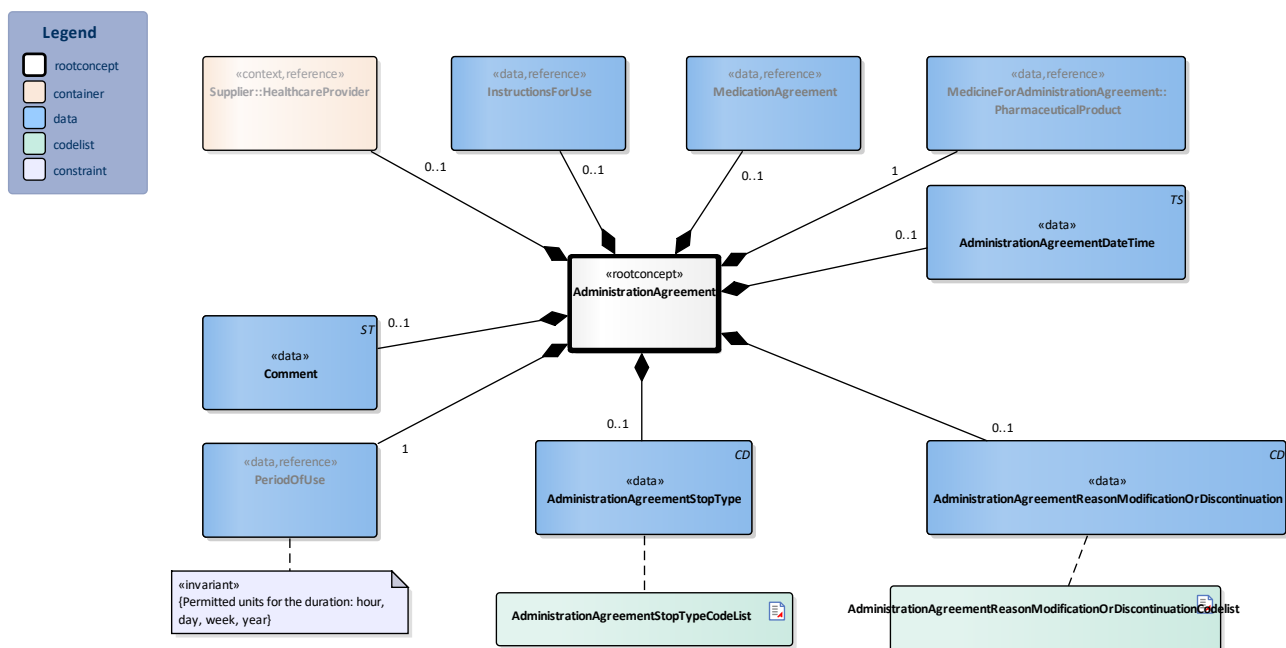 Legend
rootconcept
container
data
codelist
constraint
«context,reference»
Supplier::HealthcareProvider
«data,reference»
InstructionsForUse
«data,reference»
MedicationAgreement
«data,reference»
MedicineForAdministrationAgreement::
PharmaceuticalProduct
0..1
0..1
0..1
1
TS
«data»
AdministrationAgreementDateTime
0..1
«rootconcept»
AdministrationAgreement
ST
«data»
Comment
0..1
«data,reference»
PeriodOfUse
1
CD
«data»
AdministrationAgreementStopType
0..1
CD
«data»
AdministrationAgreementReasonModificationOrDiscontinuation
0..1
«invariant»
{Permitted units for the duration: hour,
day, week, year}
AdministrationAgreementStopTypeCodeList
AdministrationAgreementReasonModificationOrDiscontinuationCodelist